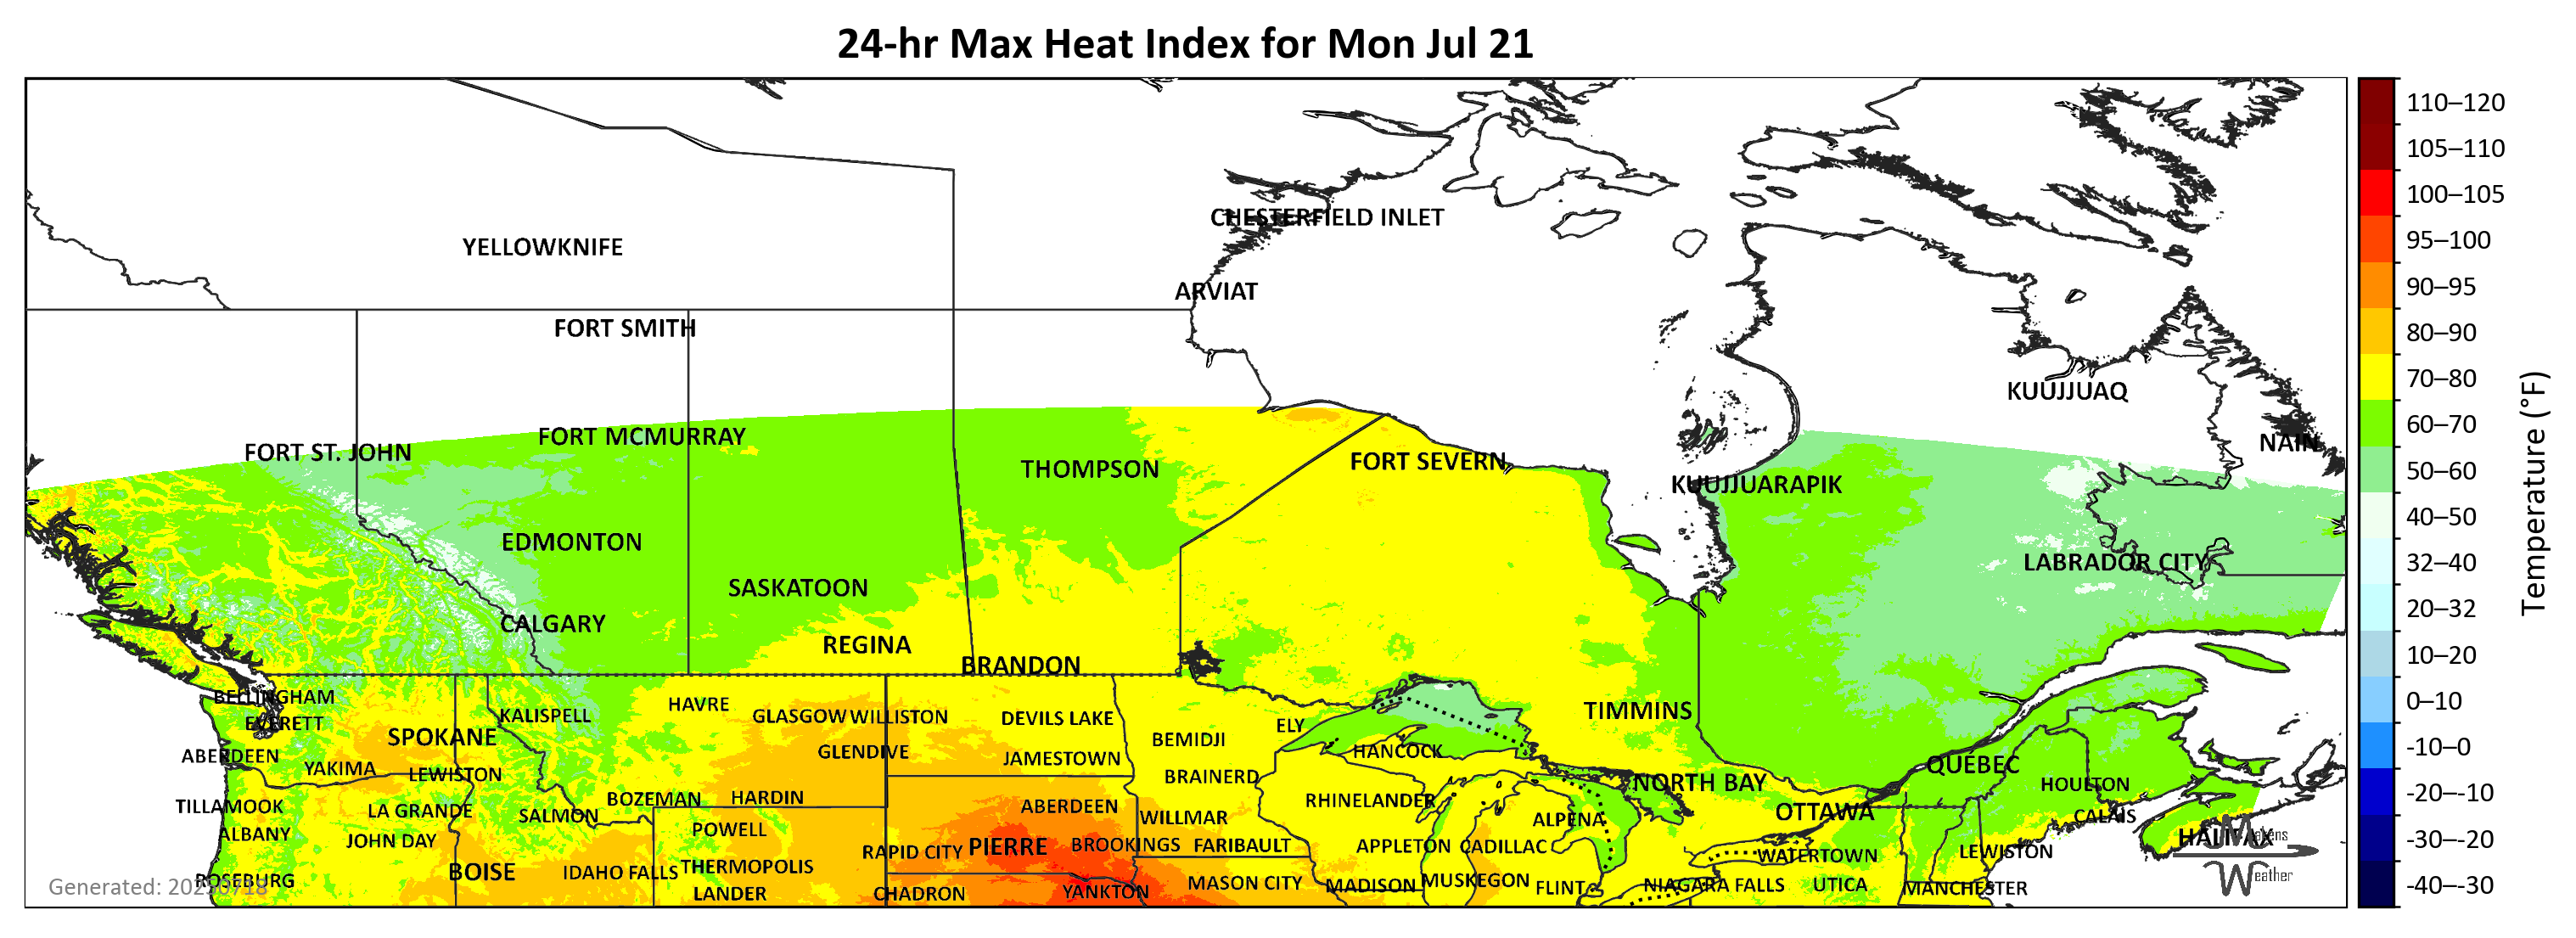 24-hr Max Heat Index for Mon Jul 21
CHESTERFIELD INLET
YELLOWKNIFE
ARVIAT
FORT SMITH
KUUJJUAQ
FORT MCMURRAY
NAIN
FORT ST. JOHN
FORT SEVERN
THOMPSON
KUUJJUARAPIK
EDMONTON
LABRADOR CITY
SASKATOON
CALGARY
REGINA
BRANDON
BELLINGHAM
HAVRE
TIMMINS
KALISPELL
GLASGOW WILLISTON
DEVILS LAKE
EVERETT
ELY
SPOKANE
BEMIDJI
GLENDIVE
HANCOCK
ABERDEEN
JAMESTOWN
QUEBEC
YAKIMA
LEWISTON
BRAINERD
NORTH BAY
HOULTON
BOZEMAN
HARDIN
RHINELANDER
TILLAMOOK
ABERDEEN
LA GRANDE
OTTAWA
SALMON
WILLMAR
ALPENA
CALAIS
ALBANY
POWELL
HALIFAX
JOHN DAY
RAPID CITY
PIERRE
BROOKINGS
FARIBAULT
APPLETON
CADILLAC
WATERTOWN
LEWISTON
BOISE
IDAHO FALLS
THERMOPOLIS
ROSEBURG
MUSKEGON
MASON CITY
MADISON
FLINT
NIAGARA FALLS
UTICA
MANCHESTER
LANDER
CHADRON
YANKTON
Generated: 20250718
Makens
Weather
110–120
105–110
100–105
95–100
90–95
80–90
70–80
60–70
50–60
40–50
32–40
20–32
10–20
0–10
-10–0
-20–-10
-30–-20
-40–-30
Temperature (°F)